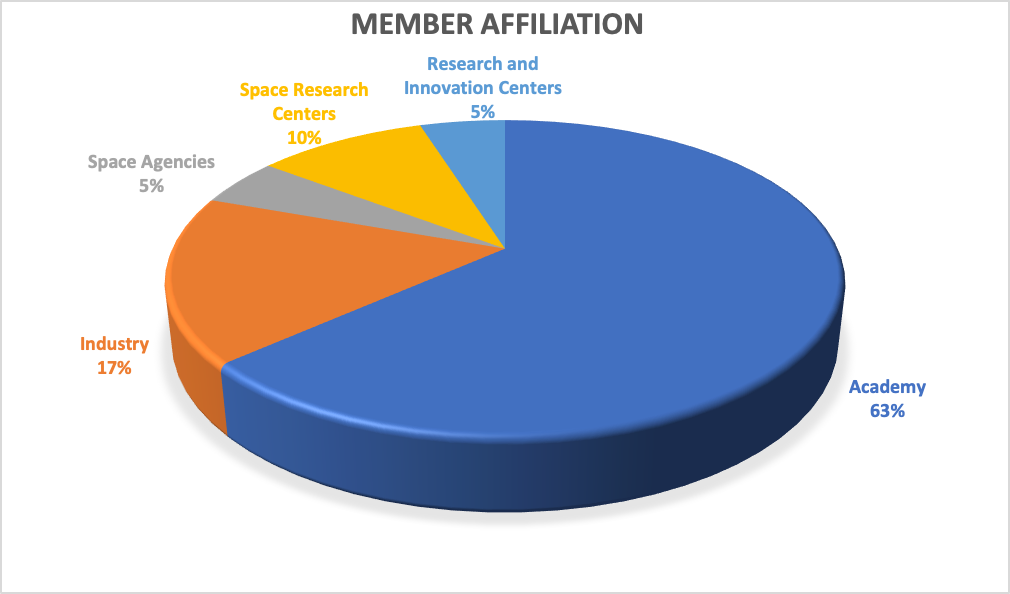 MEMBER AFFILIATION
Research and
Innovation Centers
5%
Space Research
Centers
10%
Space Agencies
5%
Industry
17%
Academy
63%